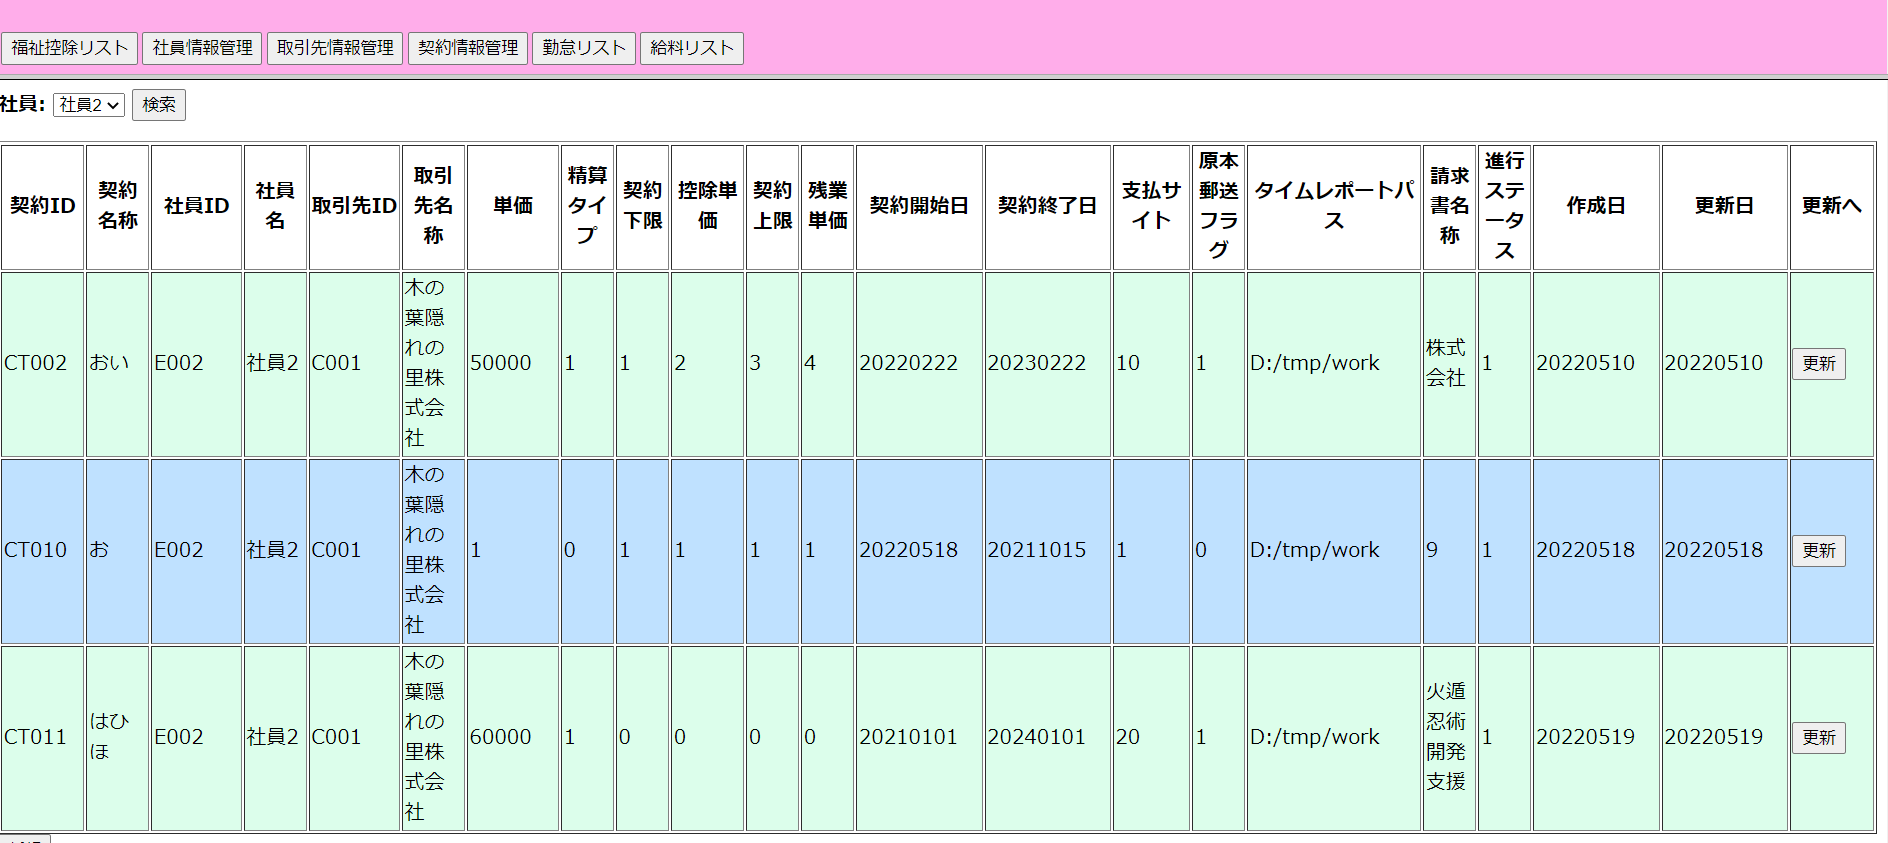 福祉控除リスト 社員情報管理 取引先情報管理 契約情報管理 勤怠リスト 給料リスト
社員: 社員2 検索
契約ID 契約名称 社員ID 社員名 取引先ID 取引先名称 単価 精算タイプ 契約下限 控除単価 契約上限 残業単価 契約開始日 契約終了日 支払サイト 原本郵送フラグ タイムレポートパス 請求書名称 進行ステータス 作成日 更新日 更新へ
CT002 おい E002 社員2 C001 木の葉隠れの里株式会社 50000 1 1 2 3 4 20220222 20230222 10 1 D:/tmp/work 株式会社 1 20220510 20220510 更新
CT010 お E002 社員2 C001 木の葉隠れの里株式会社 1 0 1 1 1 1 20220518 20211015 1 0 D:/tmp/work 9 1 20220518 20220518 更新
CT011 はひほ E002 社員2 C001 木の葉隠れの里株式会社 60000 1 0 0 0 0 20210101 20240101 20 1 D:/tmp/work 火遁忍術開発支援 1 20220519 20220519 更新